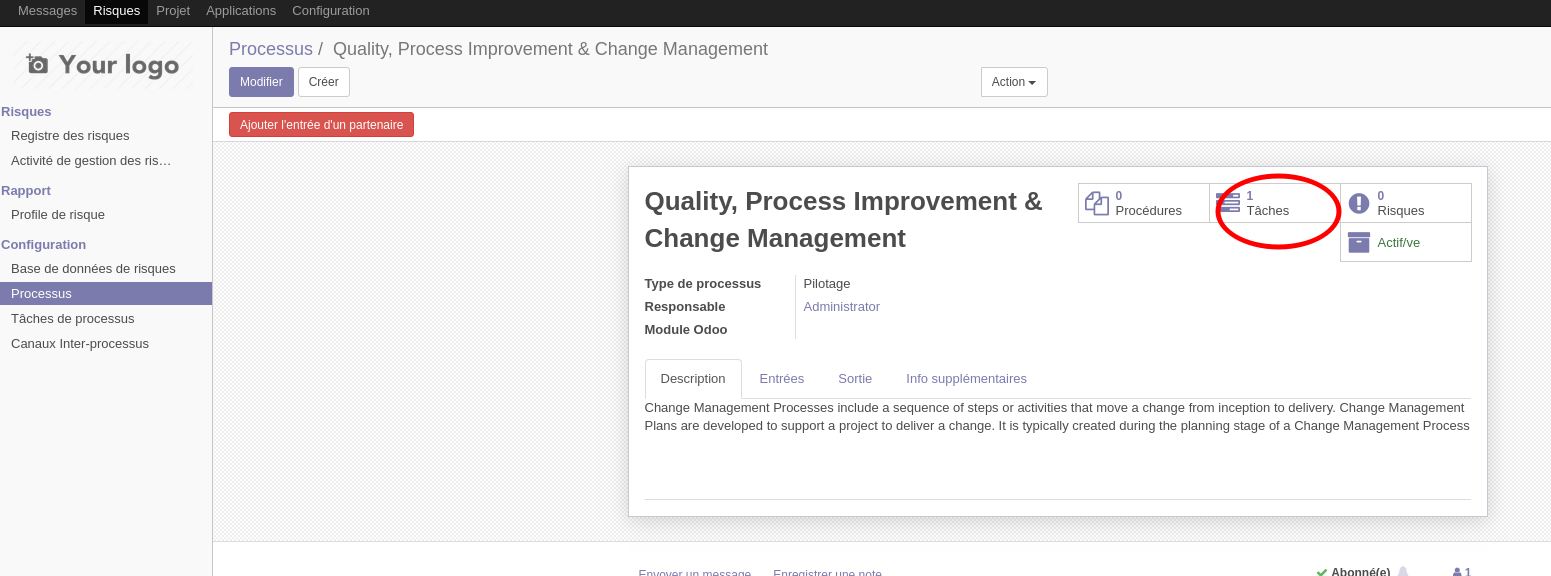 Messages Risques Projet Applications Configuration
Your logo
Processus / Quality, Process Improvement & Change Management
Modifier Créer Action
Ajouter l'entrée d'un partenaire
Risques
Registre des risques
Activité de gestion des ris…
Rapport
Profile de risque
Configuration
Base de données de risques
Processus
Tâches de processus
Canaux Inter-processus
Quality, Process Improvement &
Change Management
0
Procédures
1
Tâches
0
Risques
Actif/ve
Type de processus Pilotage
Responsable Administrator
Module Odoo
Description Entrées Sortie Info supplémentaires
Change Management Processes include a sequence of steps or activities that move a change from inception to delivery. Change Management
Plans are developed to support a project to deliver a change. It is typically created during the planning stage of a Change Management Process
Envoyer un message Enregistrer une note Abonné(e) 1